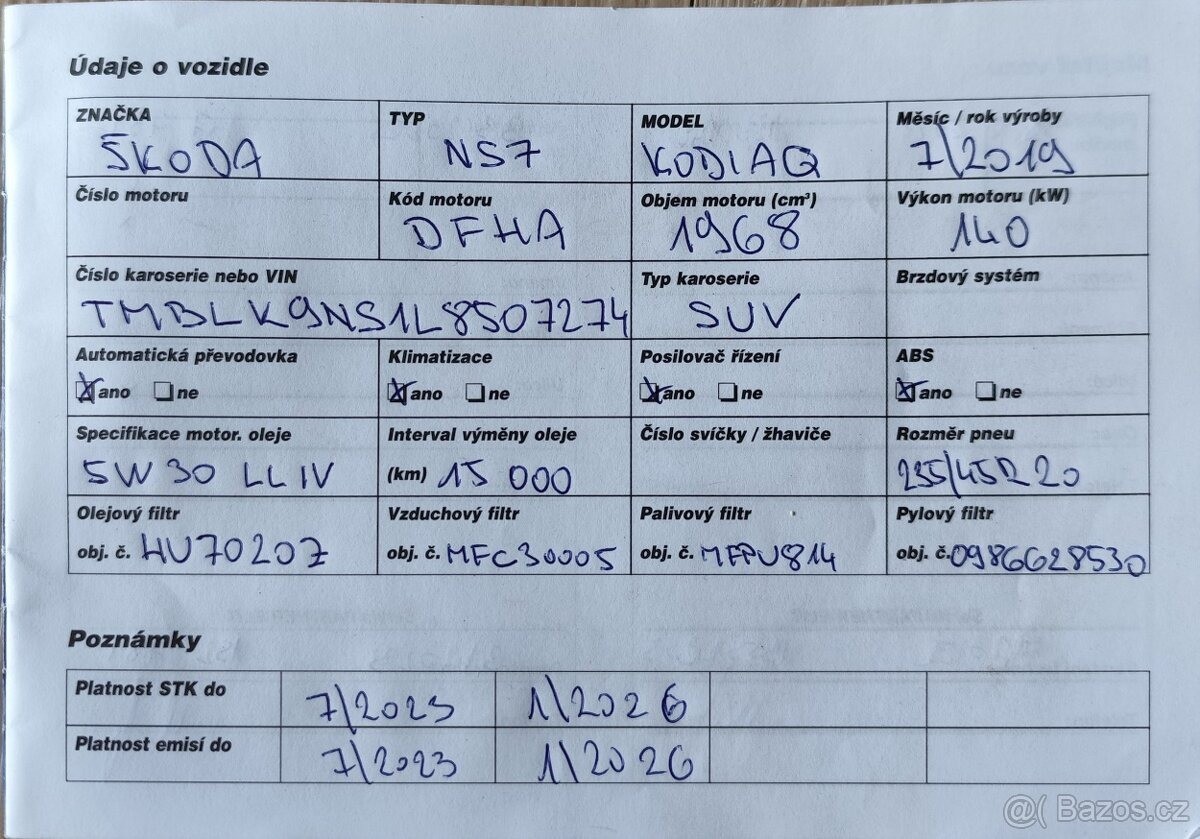 Údaje o vozidle
ZNAČKA TYP MODEL Měsíc / rok výroby
ŠKODA NS7 KODIAQ 7/2019
Číslo motoru Kód motoru Objem motoru (cm³) Výkon motoru (kW)
DFHA 1968 140
Číslo karoserie nebo VIN Typ karoserie Brzdový systém
TMBLK9NS1L8507274 SUV
Automatická převodovka Klimatizace Posilovač řízení ABS
ano ne ano ne ano ne ano ne
Specifikace motor. oleje Interval výměny oleje Číslo svíčky / žhaviče Rozměr pneu
5W30 LL IV (km) 15 000 235/45R20
Olejový filtr Vzduchový filtr Palivový filtr Pylový filtr
obj. č. HU7020Z obj. č. MFC30005 obj. č. MFPU814 obj. č. 0986628530
Poznámky
Platnost STK do 7/2023 1/2026
Platnost emisí do 7/2023 1/2026
@( Bazos.cz